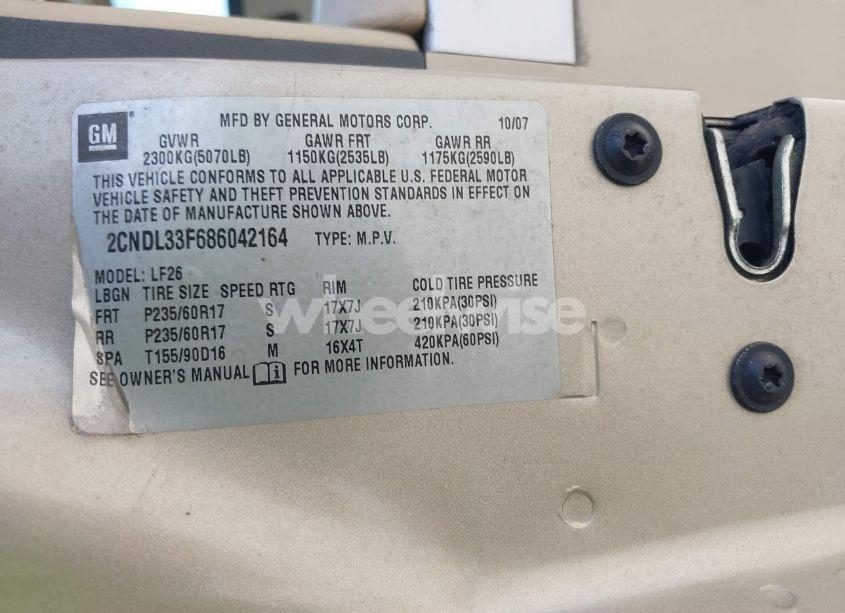 GM ®
MFD BY GENERAL MOTORS CORP. 10/07
GVWR GAWR FRT GAWR RR
2300KG(5070LB) 1150KG(2535LB) 1175KG(2590LB)
THIS VEHICLE CONFORMS TO ALL APPLICABLE U.S. FEDERAL MOTOR
VEHICLE SAFETY AND THEFT PREVENTION STANDARDS IN EFFECT ON
THE DATE OF MANUFACTURE SHOWN ABOVE.
2CNDL33F686042164 TYPE: M.P.V.
MODEL: LF26
LBGN TIRE SIZE SPEED RTG RIM COLD TIRE PRESSURE
FRT P235/60R17 S 17X7J 210KPA(30PSI)
RR P235/60R17 S 17X7J 210KPA(30PSI)
SPA T155/90D16 M 16X4T 420KPA(60PSI)
SEE OWNER'S MANUAL FOR MORE INFORMATION.